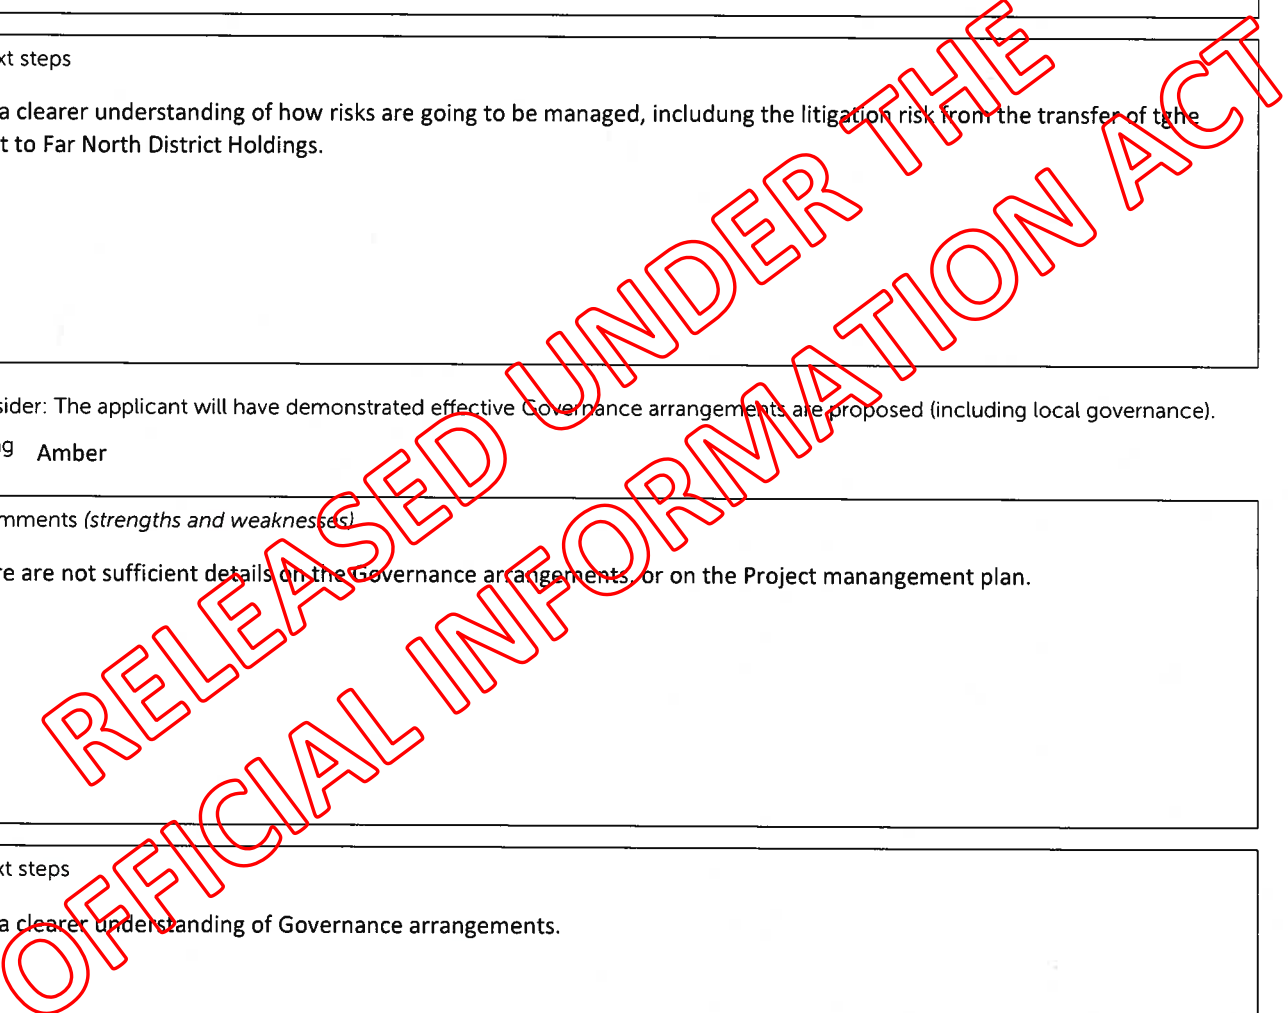 xt steps
a clearer understanding of how risks are going to be managed, includung the litigation risk from the transfer of tghe
t to Far North District Holdings.
sider: The applicant will have demonstrated effective Governance arrangements are proposed (including local governance).
g Amber
mments (strengths and weaknesses)
e are not sufficient details on the Governance arrangements, or on the Project manangement plan.
xt steps
a clearer understanding of Governance arrangements.
RELEASED UNDER THE
OFFICIAL INFORMATION ACT